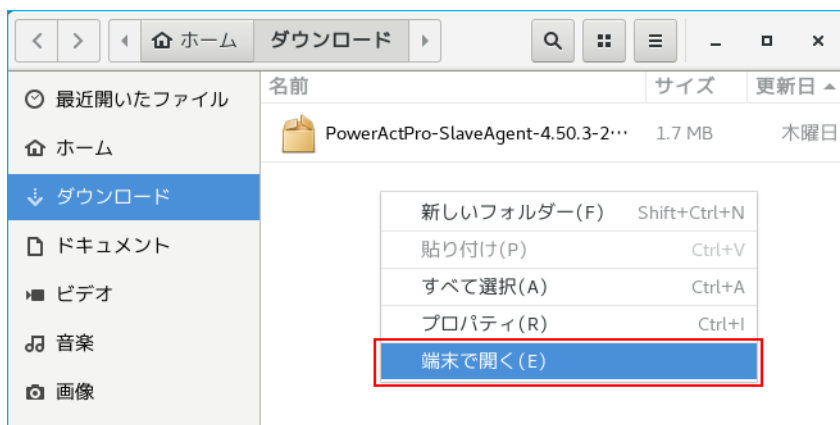 ホーム ダウンロード
最近開いたファイル
ホーム
ダウンロード
ドキュメント
ビデオ
音楽
画像
名前 サイズ 更新日
PowerActPro-SlaveAgent-4.50.3-2… 1.7 MB 木曜日
新しいフォルダー(F) Shift+Ctrl+N
貼り付け(P) Ctrl+V
すべて選択(A) Ctrl+A
プロパティ(R) Ctrl+I
端末で開く(E)